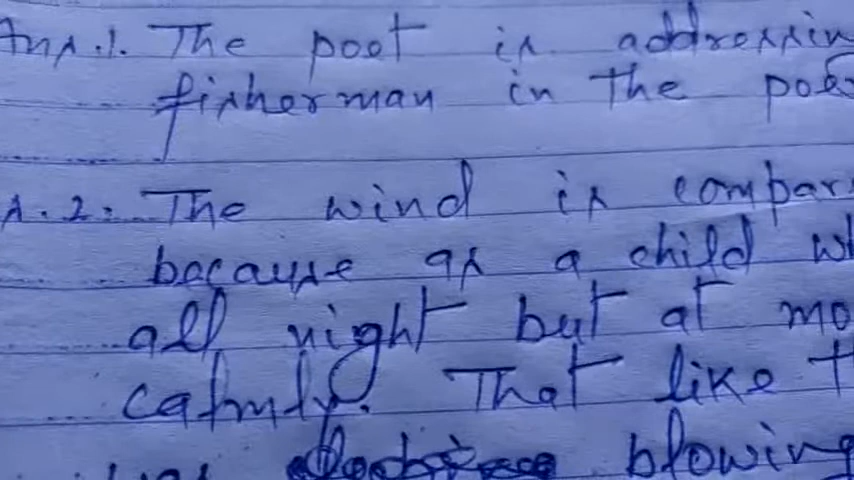 Ans.1. The poet is addressin
fisherman in the poe
A.2. The wind is compar
because as a child wh
all night but at mo
calmly. That like t
blowing